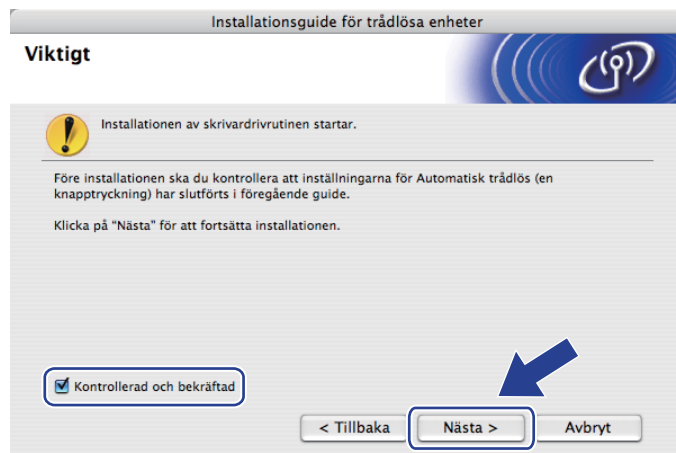 Installationsguide för trådlösa enheter
Viktigt
Installationen av skrivardrivrutinen startar.
Före installationen ska du kontrollera att inställningarna för Automatisk trådlös (en
knapptryckning) har slutförts i föregående guide.
Klicka på “Nästa” för att fortsätta installationen.
Kontrollerad och bekräftad
< Tillbaka
Nästa >
Avbryt